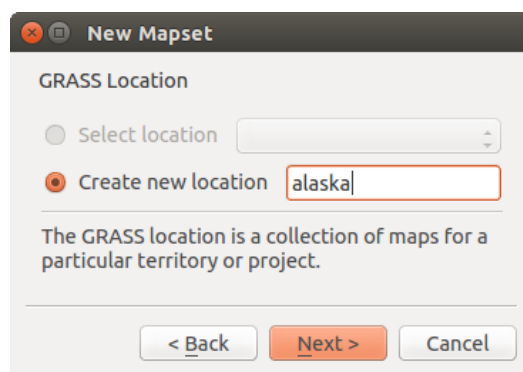 New Mapset
GRASS Location
Select location
Create new location alaska
The GRASS location is a collection of maps for a
particular territory or project.
< Back Next > Cancel